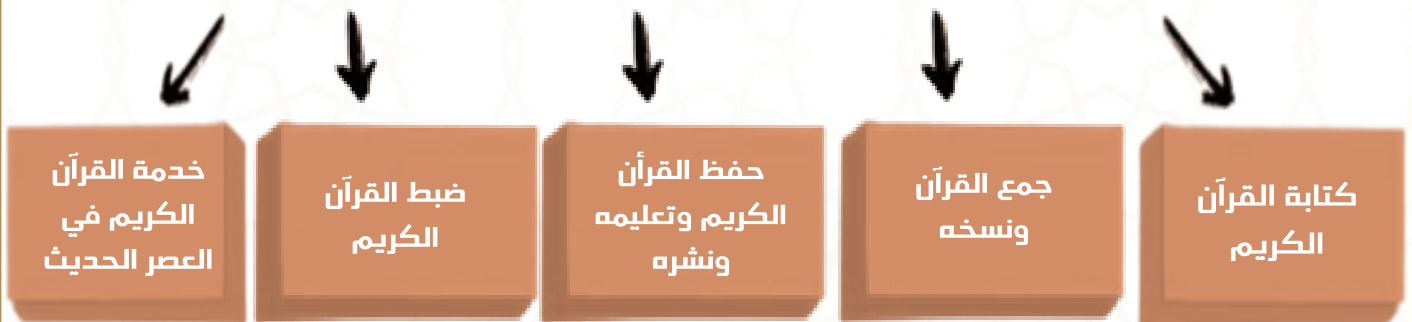 كتابة القرآن
الكريم
جمع القرآن
ونسخه
حفظ القرأن
الكريم وتعليمه
ونشره
ضبط القرآن
الكريم
خدمة القرآن
الكريم في
العصر الحديث